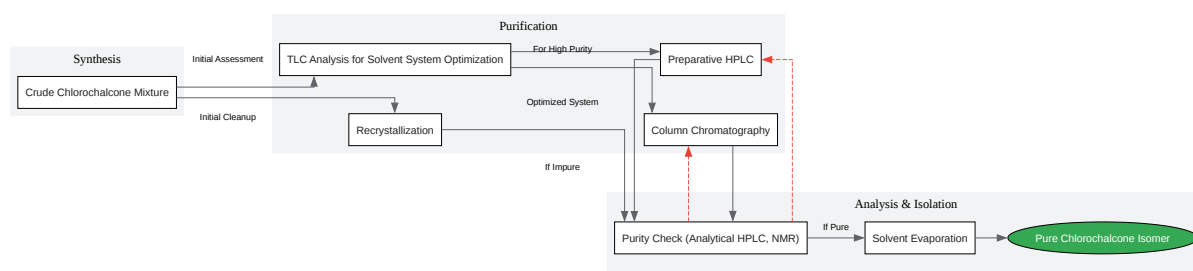 Purification
Synthesis
Initial Assessment
TLC Analysis for Solvent System Optimization
For High Purity
Preparative HPLC
Crude Chlorochalcone Mixture
Initial Cleanup
Optimized System
Recrystallization
Column Chromatography
If Impure
Analysis & Isolation
Purity Check (Analytical HPLC, NMR)
If Pure
Solvent Evaporation
Pure Chlorochalcone Isomer